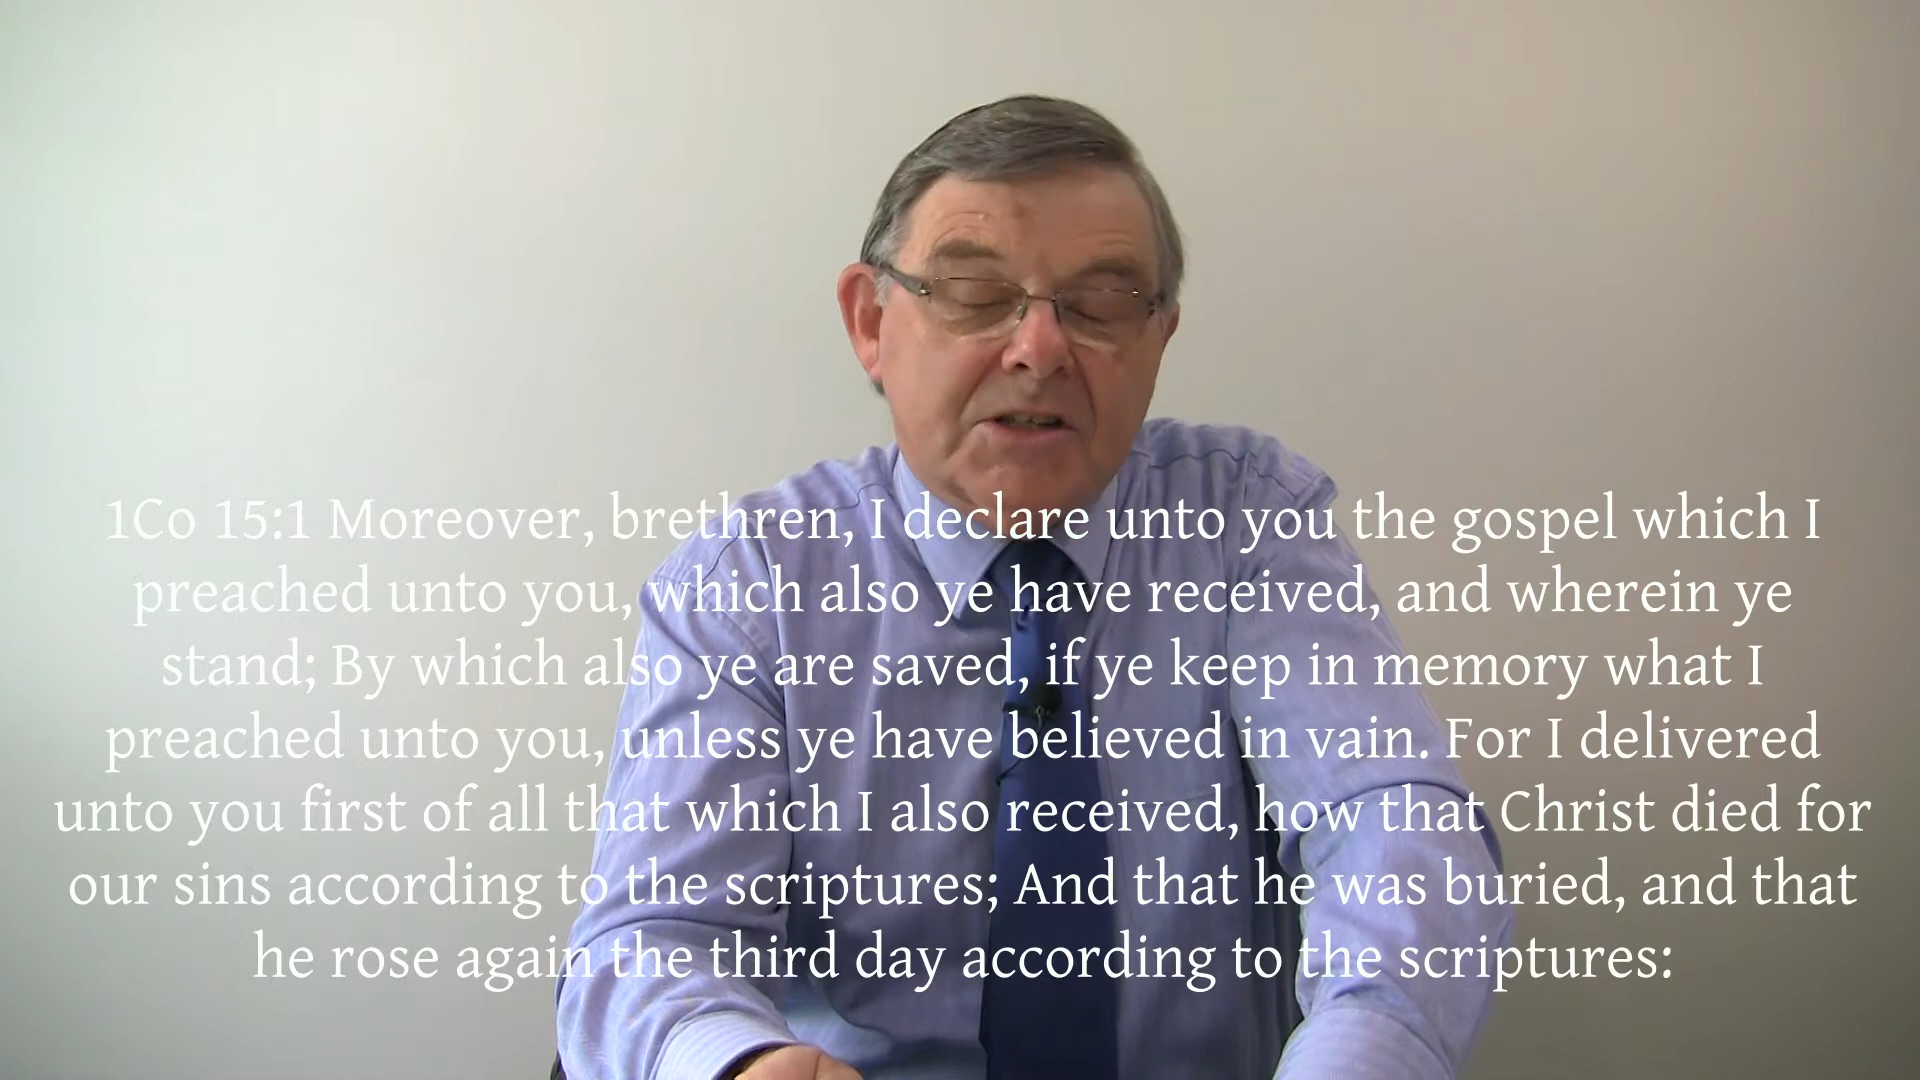 1Co 15:1 Moreover, brethren, I declare unto you the gospel which I
preached unto you, which also ye have received, and wherein ye
stand; By which also ye are saved, if ye keep in memory what I
preached unto you, unless ye have believed in vain. For I delivered
unto you first of all that which I also received, how that Christ died for
our sins according to the scriptures; And that he was buried, and that
he rose again the third day according to the scriptures: